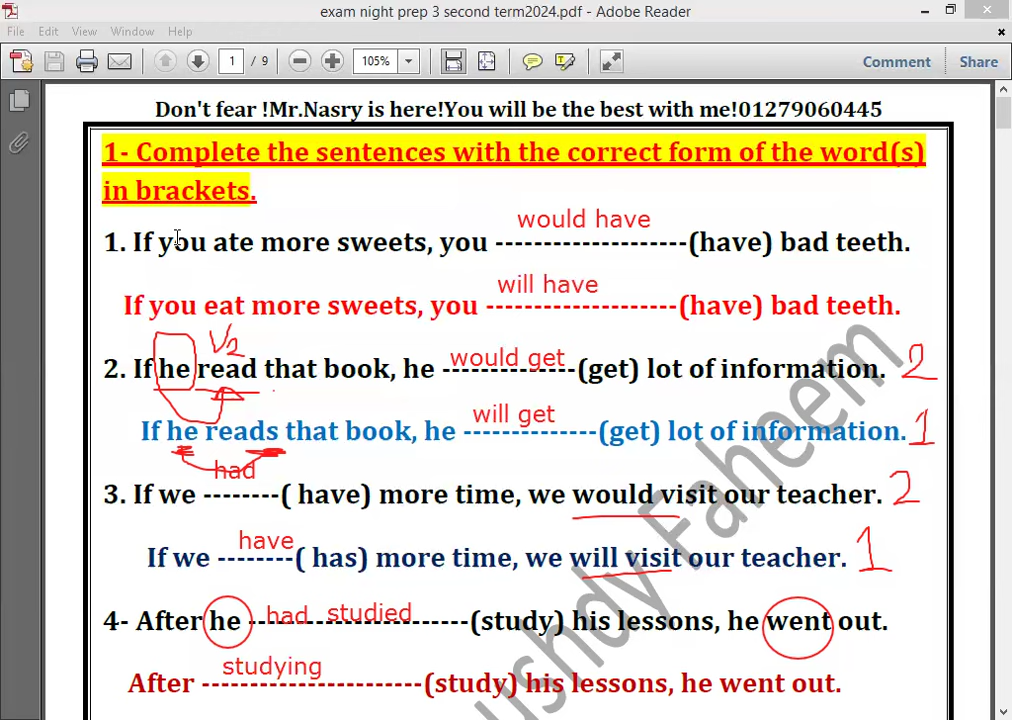 exam night prep 3 second term2024.pdf - Adobe Reader
File Edit View Window Help
1 / 9 105% Comment Share
Don't fear !Mr.Nasry is here!You will be the best with me!01279060445
1- Complete the sentences with the correct form of the word(s)
in brackets.
would have
1. If you ate more sweets, you --------------------(have) bad teeth.
will have
If you eat more sweets, you --------------------(have) bad teeth.
V2
would get
2. If he read that book, he --------------(get) lot of information. 2
will get
If he reads that book, he --------------(get) lot of information. 1
had
3. If we --------( have) more time, we would visit our teacher. 2
have
If we --------( has) more time, we will visit our teacher. 1
had studied
4- After he -----------------------(study) his lessons, he went out.
studying
After -----------------------(study) his lessons, he went out.
ushdy Faheem